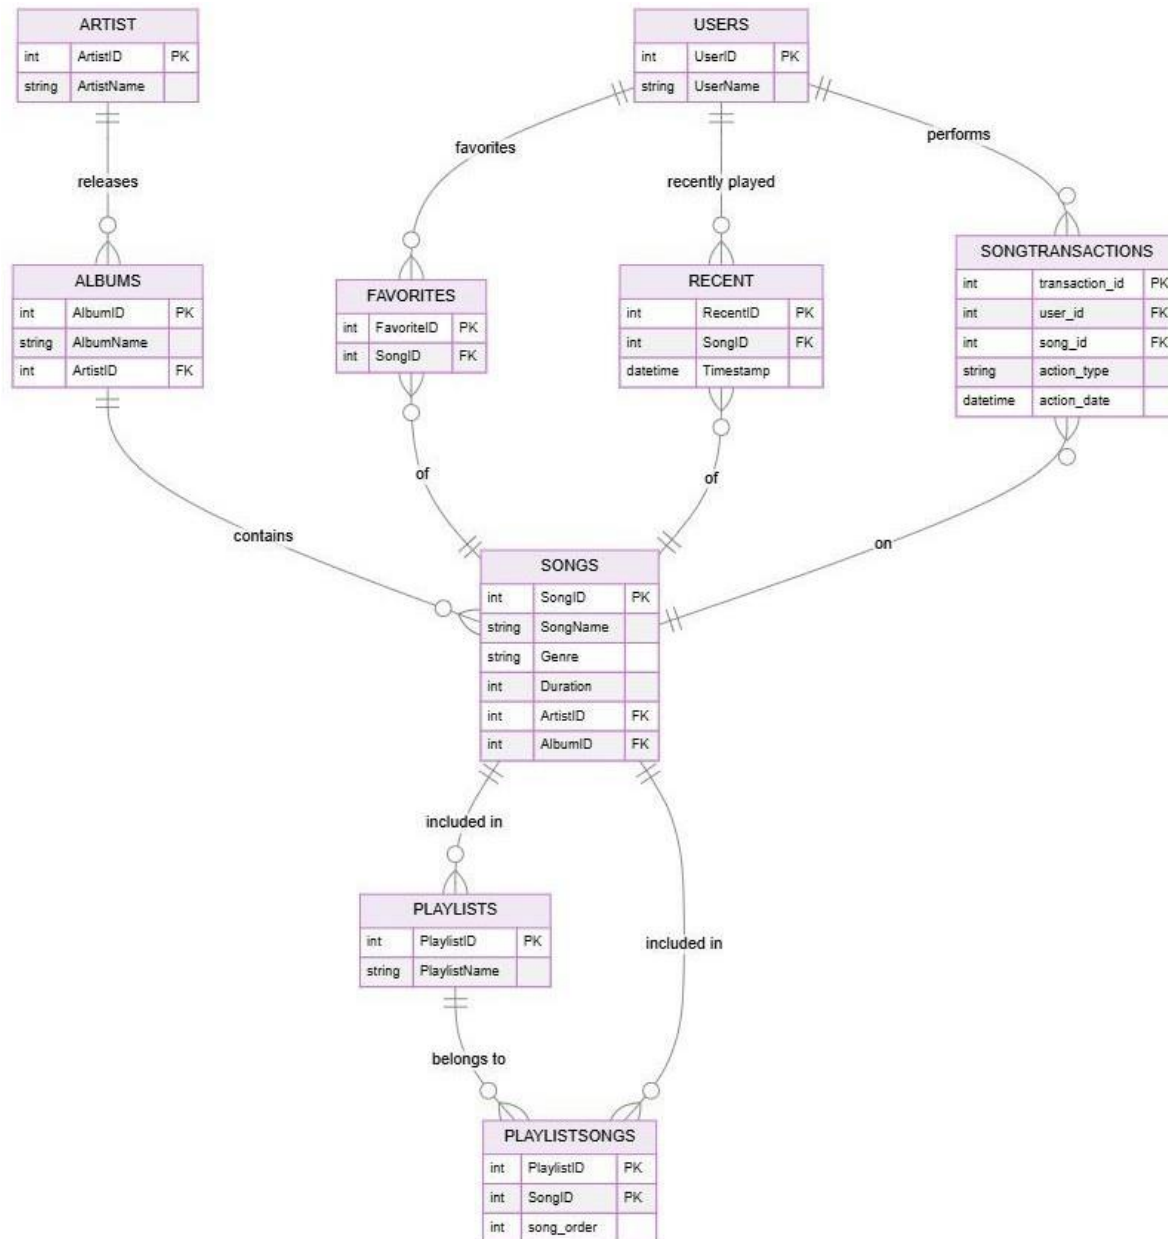 ARTIST
int ArtistID PK
string ArtistName
USERS
int UserID PK
string UserName
favorites
performs
releases
recently played
ALBUMS
int AlbumID PK
string AlbumName
int ArtistID FK
FAVORITES
int FavoriteID PK
int SongID FK
RECENT
int RecentID PK
int SongID FK
datetime Timestamp
SONGTRANSACTIONS
int transaction_id PK
int user_id FK
int song_id FK
string action_type
datetime action_date
of
of
contains
on
SONGS
int SongID PK
string SongName
string Genre
int Duration
int ArtistID FK
int AlbumID FK
included in
PLAYLISTS
int PlaylistID PK
string PlaylistName
included in
belongs to
PLAYLISTSONGS
int PlaylistID PK
int SongID PK
int song_order